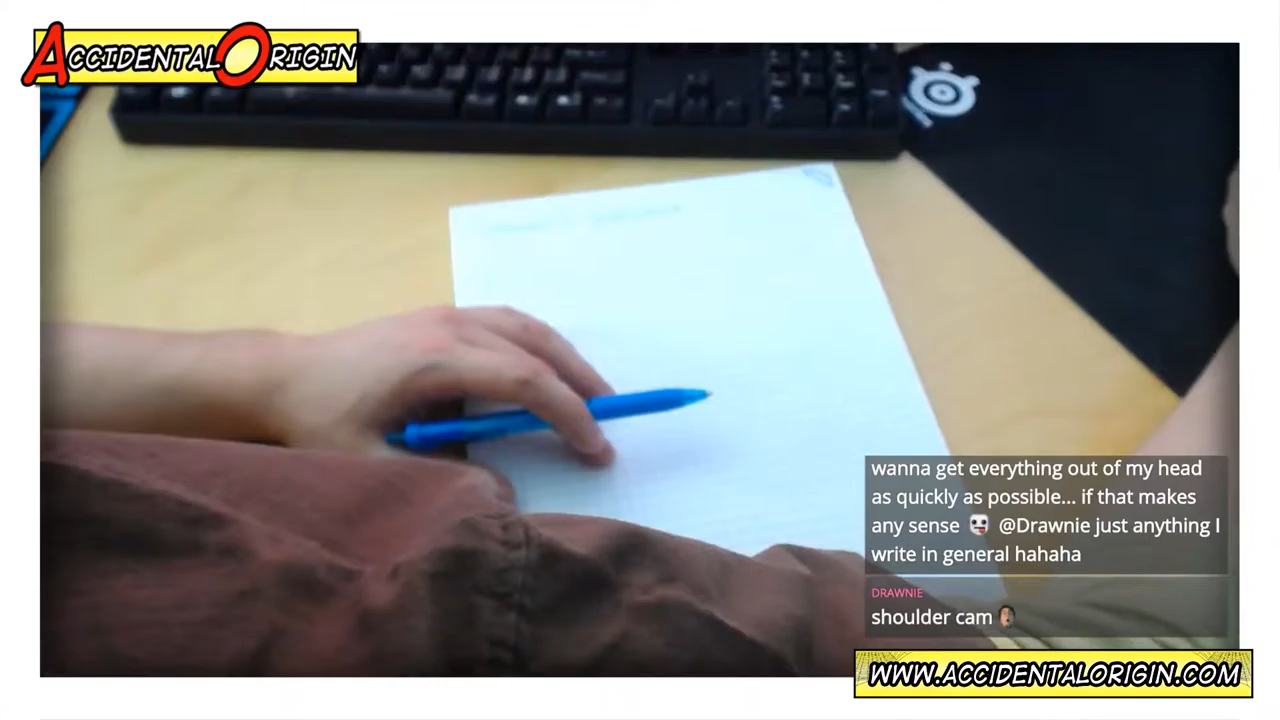 ACCIDENTAL ORIGIN
wanna get everything out of my head
as quickly as possible... if that makes
any sense @Drawnie just anything I
write in general hahaha
DRAWNIE
shoulder cam
WWW.ACCIDENTALORIGIN.COM